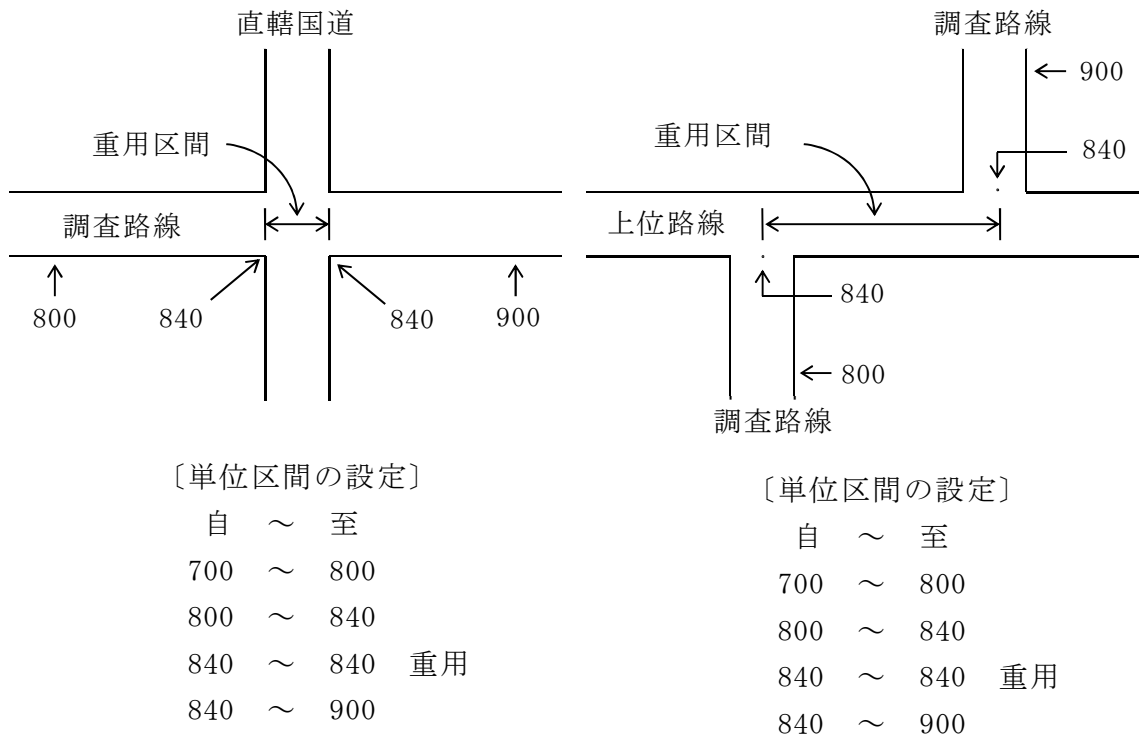 直轄国道
重用区間
調査路線
800
840
840
900
〔単位区間の設定〕
自 ～ 至
700 ～ 800
800 ～ 840
840 ～ 840 重用
840 ～ 900
調査路線
900
重用区間
840
上位路線
840
800
調査路線
〔単位区間の設定〕
自 ～ 至
700 ～ 800
800 ～ 840
840 ～ 840 重用
840 ～ 900